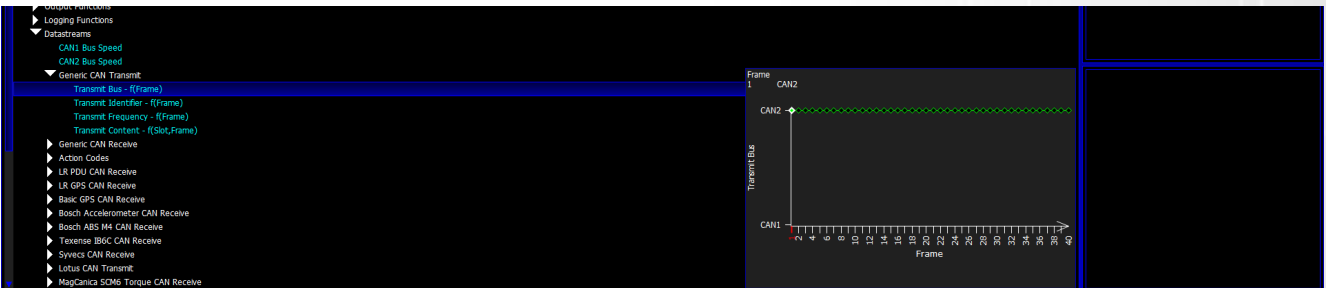 Output Functions
Logging Functions
Datastreams
CAN1 Bus Speed
CAN2 Bus Speed
Generic CAN Transmit
Transmit Bus - f(Frame)
Transmit Identifier - f(Frame)
Transmit Frequency - f(Frame)
Transmit Content - f(Slot,Frame)
Generic CAN Receive
Action Codes
LR PDU CAN Receive
LR GPS CAN Receive
Basic GPS CAN Receive
Bosch Accelerometer CAN Receive
Bosch ABS M4 CAN Receive
Texense IB6C CAN Receive
Syvecs CAN Receive
Lotus CAN Transmit
MagCanica SCM6 Torque CAN Receive
Frame
1 CAN2
CAN2
Transmit Bus
CAN1
1 2 4 6 8 10 12 14 16 18 20 22 24 26 28 30 32 34 36 38 40
Frame